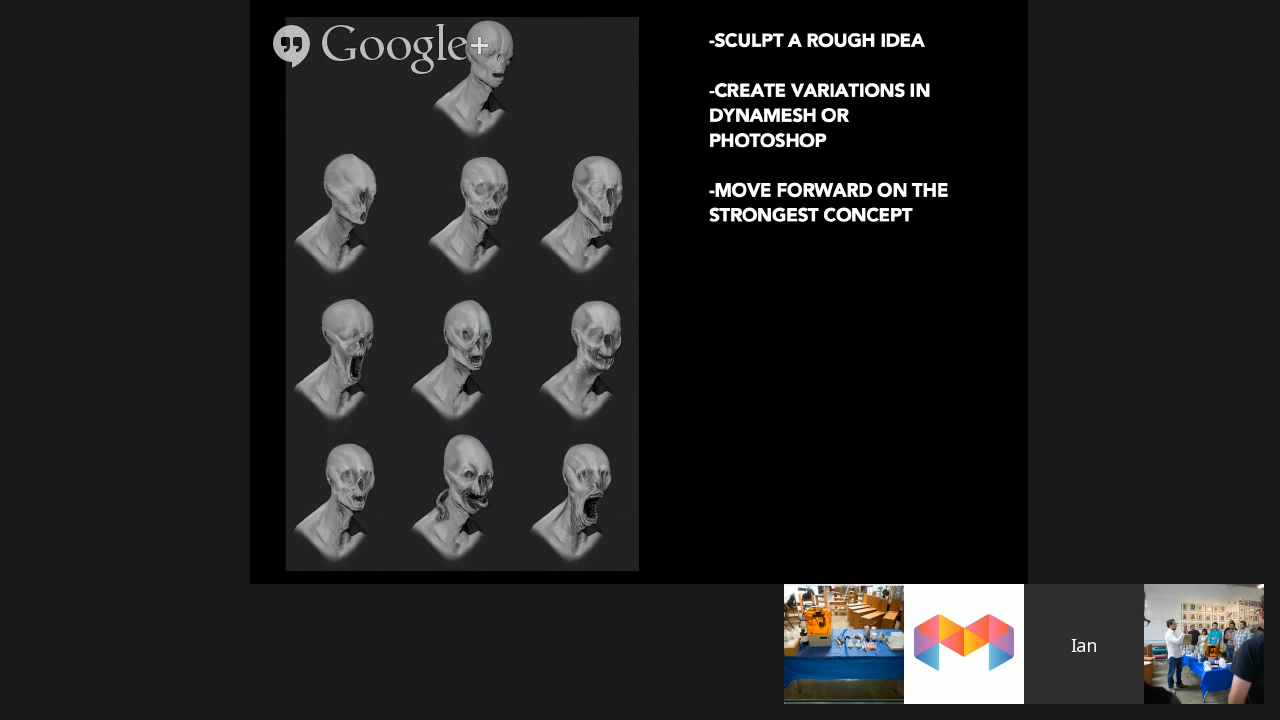 Google+
-SCULPT A ROUGH IDEA
-CREATE VARIATIONS IN
DYNAMESH OR
PHOTOSHOP
-MOVE FORWARD ON THE
STRONGEST CONCEPT
Ian